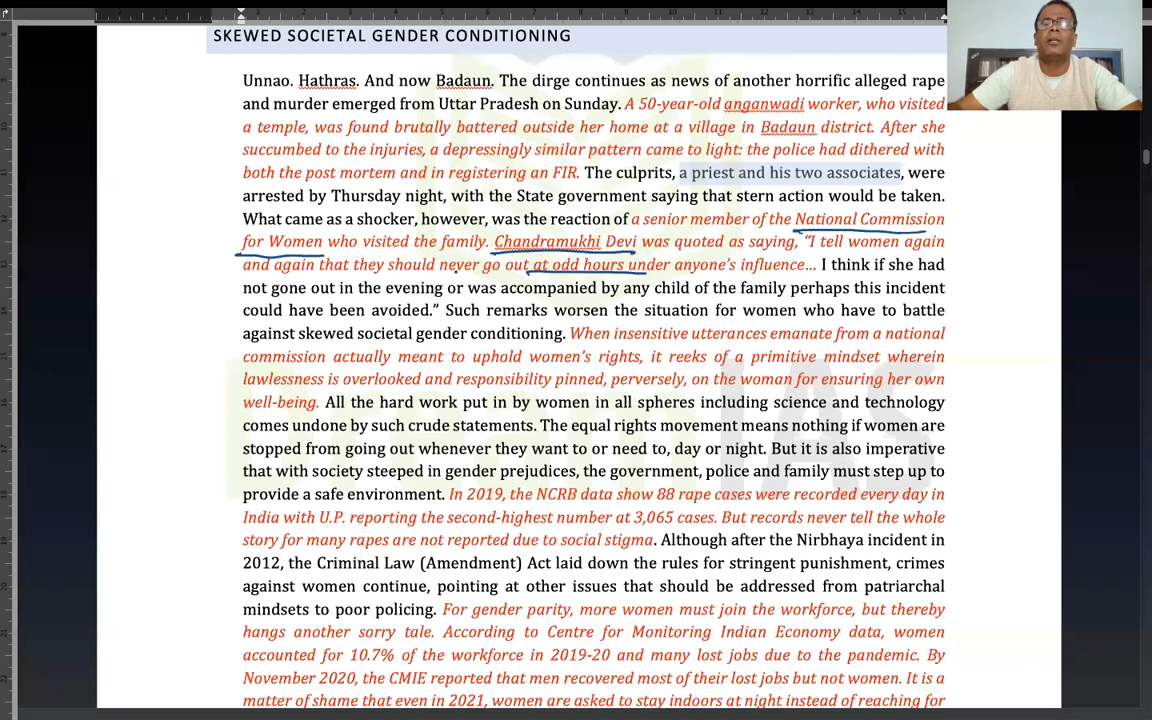 SKEWED SOCIETAL GENDER CONDITIONING
Unnao. Hathras. And now Badaun. The dirge continues as news of another horrific alleged rape
and murder emerged from Uttar Pradesh on Sunday. A 50-year-old anganwadi worker, who visited
a temple, was found brutally battered outside her home at a village in Badaun district. After she
succumbed to the injuries, a depressingly similar pattern came to light: the police had dithered with
both the post mortem and in registering an FIR. The culprits, a priest and his two associates, were
arrested by Thursday night, with the State government saying that stern action would be taken.
What came as a shocker, however, was the reaction of a senior member of the National Commission
for Women who visited the family. Chandramukhi Devi was quoted as saying, “I tell women again
and again that they should never go out at odd hours under anyone’s influence… I think if she had
not gone out in the evening or was accompanied by any child of the family perhaps this incident
could have been avoided.” Such remarks worsen the situation for women who have to battle
against skewed societal gender conditioning. When insensitive utterances emanate from a national
commission actually meant to uphold women’s rights, it reeks of a primitive mindset wherein
lawlessness is overlooked and responsibility pinned, perversely, on the woman for ensuring her own
well-being. All the hard work put in by women in all spheres including science and technology
comes undone by such crude statements. The equal rights movement means nothing if women are
stopped from going out whenever they want to or need to, day or night. But it is also imperative
that with society steeped in gender prejudices, the government, police and family must step up to
provide a safe environment. In 2019, the NCRB data show 88 rape cases were recorded every day in
India with U.P. reporting the second-highest number at 3,065 cases. But records never tell the whole
story for many rapes are not reported due to social stigma. Although after the Nirbhaya incident in
2012, the Criminal Law (Amendment) Act laid down the rules for stringent punishment, crimes
against women continue, pointing at other issues that should be addressed from patriarchal
mindsets to poor policing. For gender parity, more women must join the workforce, but thereby
hangs another sorry tale. According to Centre for Monitoring Indian Economy data, women
accounted for 10.7% of the workforce in 2019-20 and many lost jobs due to the pandemic. By
November 2020, the CMIE reported that men recovered most of their lost jobs but not women. It is a
matter of shame that even in 2021, women are asked to stay indoors at night instead of reaching for